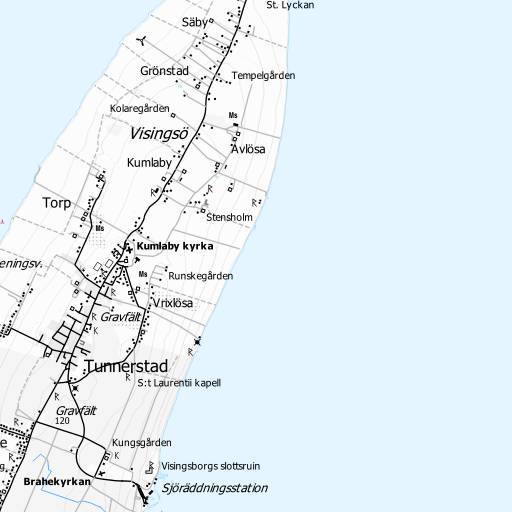 St. Lyckan
Säby
Grönstad
Tempelgården
Kolaregården
Ms
Visingsö
Avlösa
Kumlaby
R
R
R
Torp
Stensholm
Ms
Kumlaby kyrka
eningsv.
Ms
Runskegården
Vrixlösa
Gravfält
R
K
R
Tunnerstad
R
S:t Laurentii kapell
R
Gravfält
120
R
e
Kungsgården
K
g
Visingsborgs slottsruin
Brahekyrkan
Sjöräddningsstation